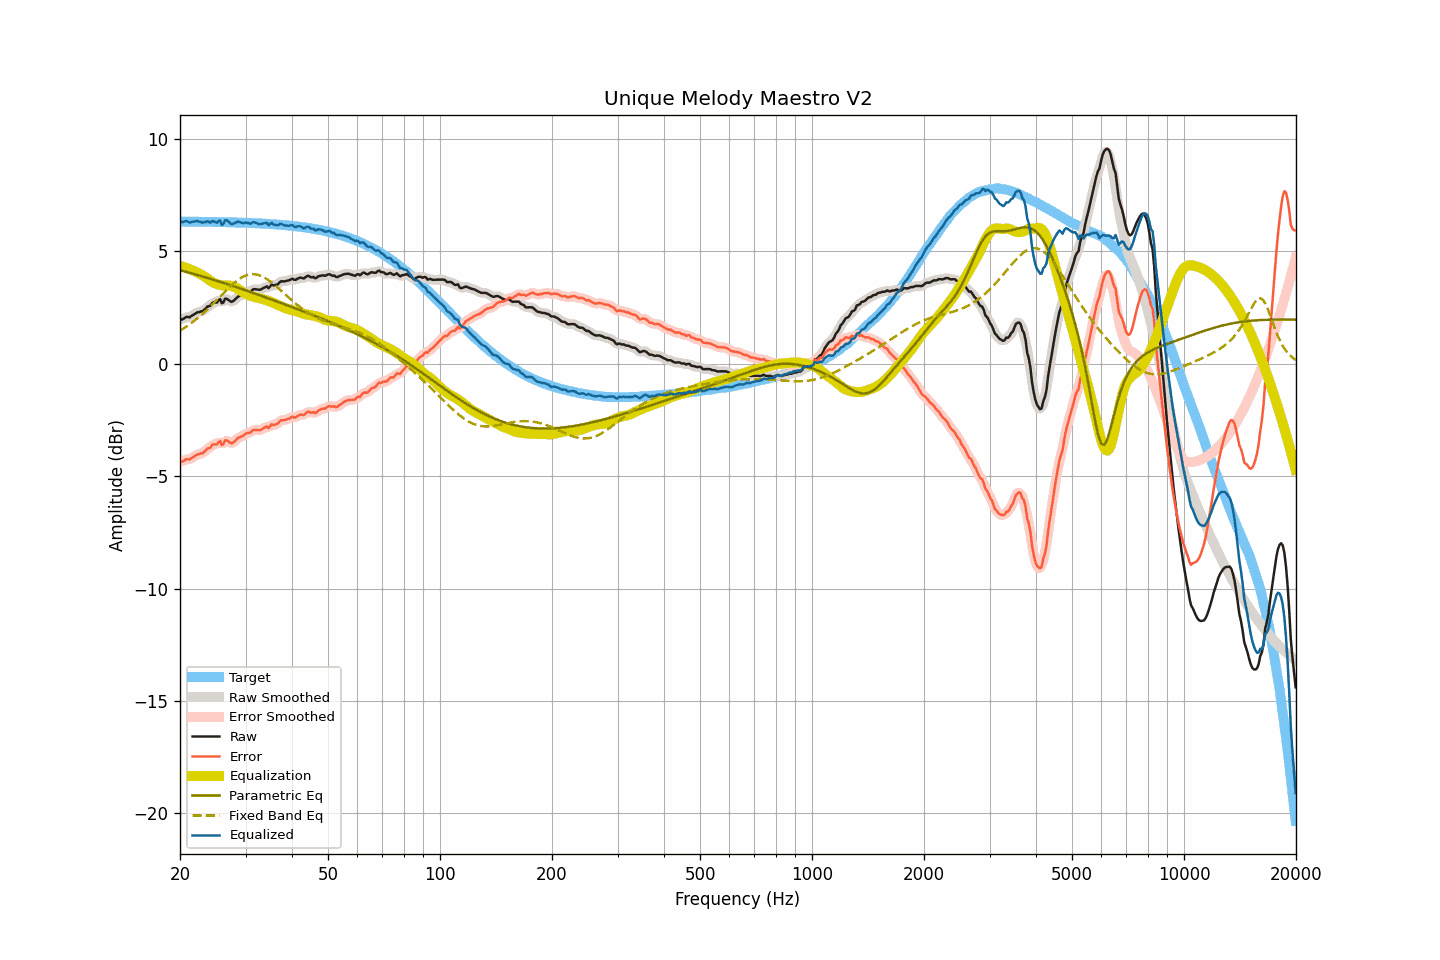 Unique Melody Maestro V2
10
5
0
−5
−10
−15
−20
Amplitude (dBr)
Target
Raw Smoothed
Error Smoothed
Raw
Error
Equalization
Parametric Eq
Fixed Band Eq
Equalized
20 50 100 200 500 1000 2000 5000 10000 20000
Frequency (Hz)